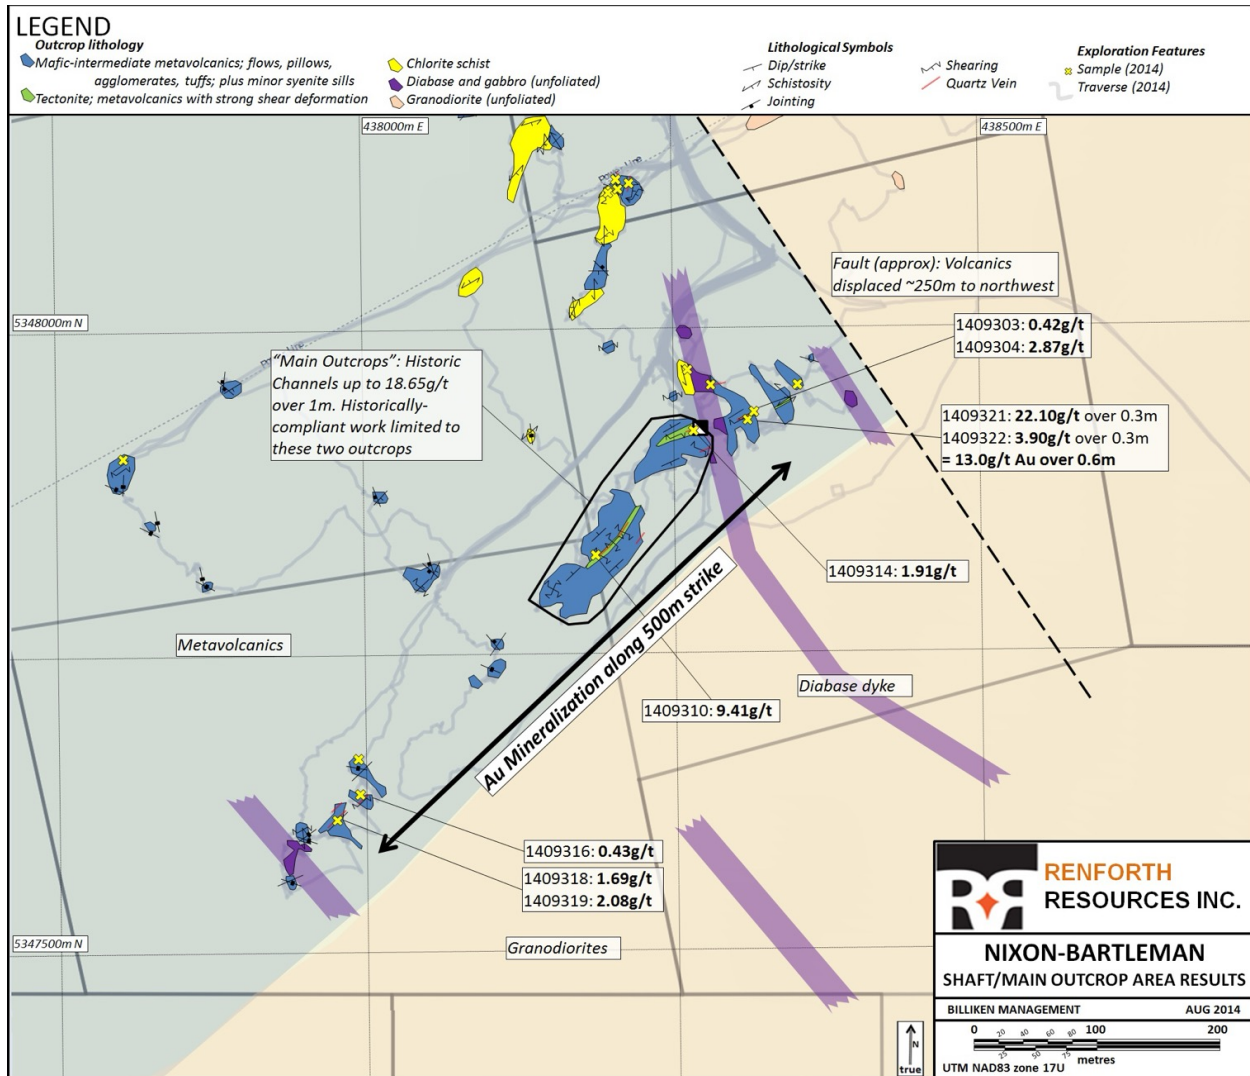 LEGEND
Outcrop lithology
Mafic-intermediate metavolcanics; flows, pillows,
agglomerates, tuffs; plus minor syenite sills
Tectonite; metavolcanics with strong shear deformation
Chlorite schist
Diabase and gabbro (unfoliated)
Granodiorite (unfoliated)
Lithological Symbols
Dip/strike
Schistosity
Jointing
Shearing
Quartz Vein
Exploration Features
Sample (2014)
Traverse (2014)
438000m E
438500m E
Fault (approx): Volcanics
displaced ~250m to northwest
5348000m N
1409303: 0.42g/t
1409304: 2.87g/t
“Main Outcrops”: Historic
Channels up to 18.65g/t
over 1m. Historically-
compliant work limited to
these two outcrops
1409321: 22.10g/t over 0.3m
1409322: 3.90g/t over 0.3m
= 13.0g/t Au over 0.6m
1409314: 1.91g/t
Au Mineralization along 500m strike
Metavolcanics
Diabase dyke
1409310: 9.41g/t
1409316: 0.43g/t
1409318: 1.69g/t
1409319: 2.08g/t
5347500m N
Granodiorites
RENFORTH
RESOURCES INC.
NIXON-BARTLEMAN
SHAFT/MAIN OUTCROP AREA RESULTS
BILLIKEN MANAGEMENT AUG 2014
0 20 40 60 80 100 200
25 50 75 metres
UTM NAD83 zone 17U
N
true